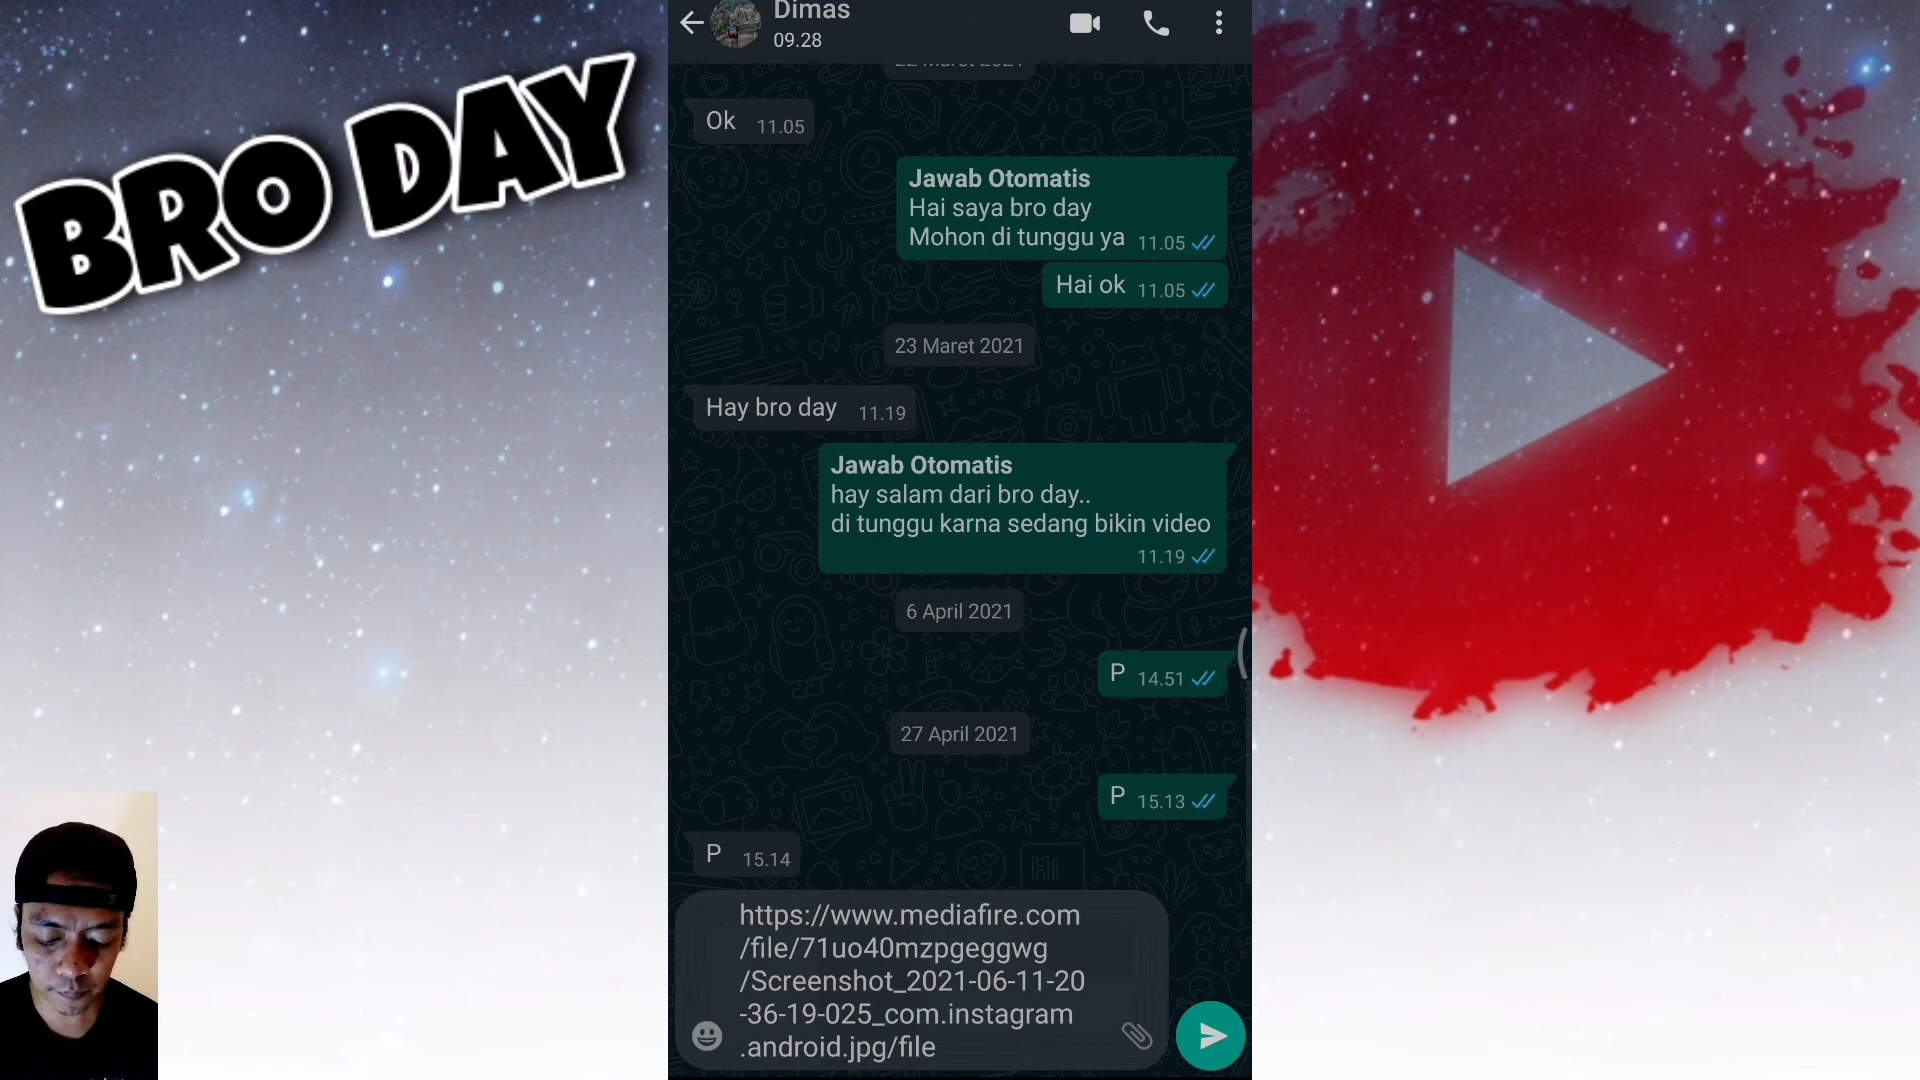 BRO DAY
Dimas
09.28
22 Maret 2021
Ok 11.05
Jawab Otomatis
Hai saya bro day
Mohon di tunggu ya 11.05
Hai ok 11.05
23 Maret 2021
Hay bro day 11.19
Jawab Otomatis
hay salam dari bro day..
di tunggu karna sedang bikin video
11.19
6 April 2021
P 14.51
27 April 2021
P 15.13
P 15.14
https://www.mediafire.com
/file/71uo40mzpgeggwg
/Screenshot_2021-06-11-20
-36-19-025_com.instagram
.android.jpg/file